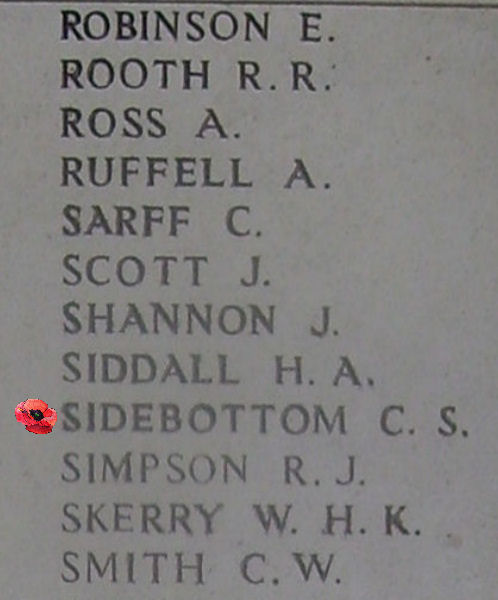 ROBINSON E.
ROOTH R. R.
ROSS A.
RUFFELL A.
SARFF C.
SCOTT J.
SHANNON J.
SIDDALL H. A.
SIDEBOTTOM C. S.
SIMPSON R. J.
SKERRY W. H. K.
SMITH C. W.